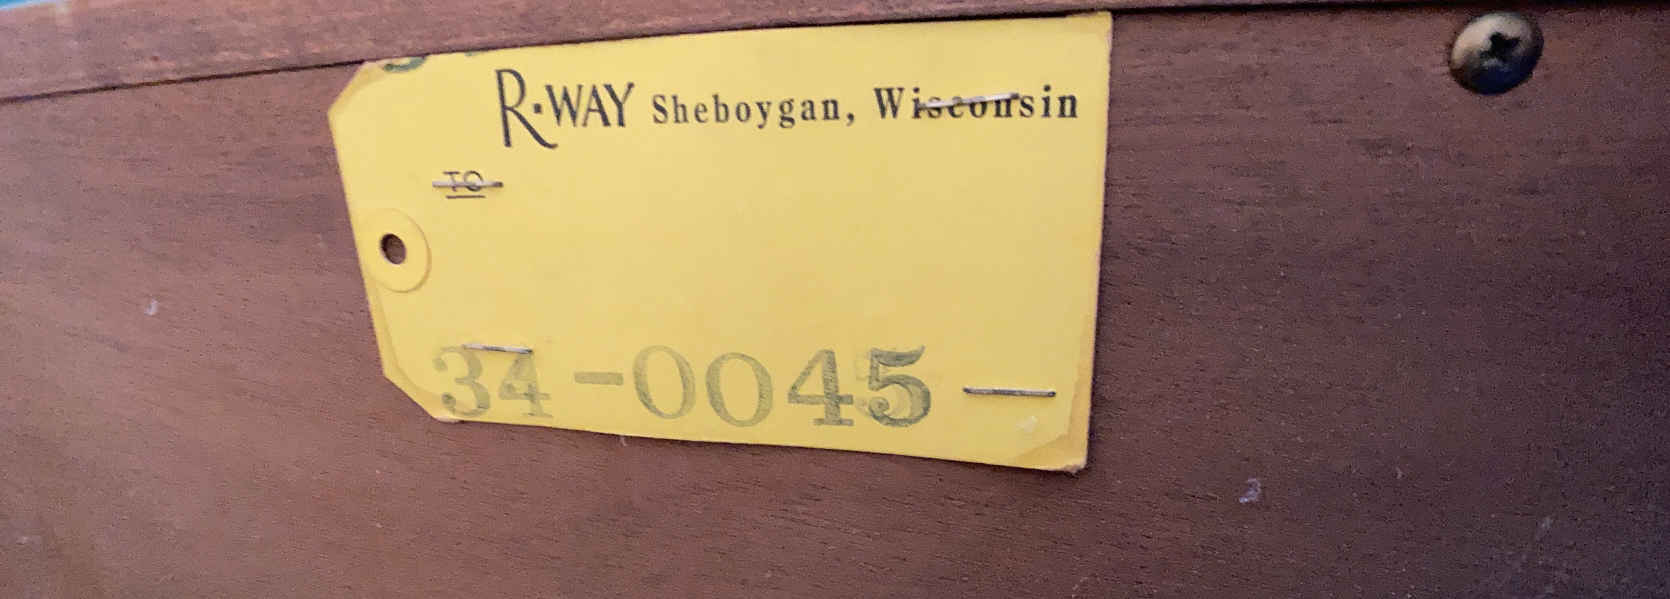 R·WAY Sheboygan, Wisconsin
TO
34-0045